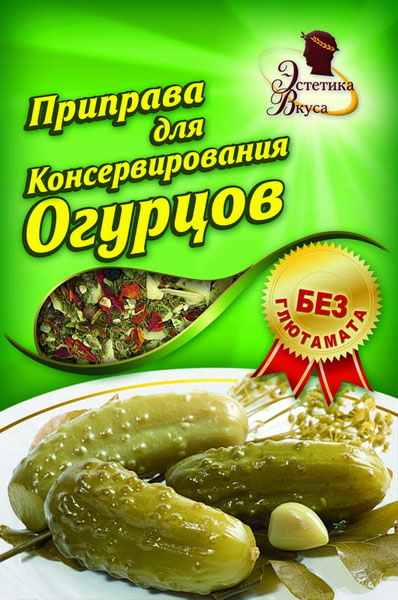 Эстетика
Вкуса
Приправа
для
Консервирования
Огурцов
БЕЗ
ГЛЮТАМАТА